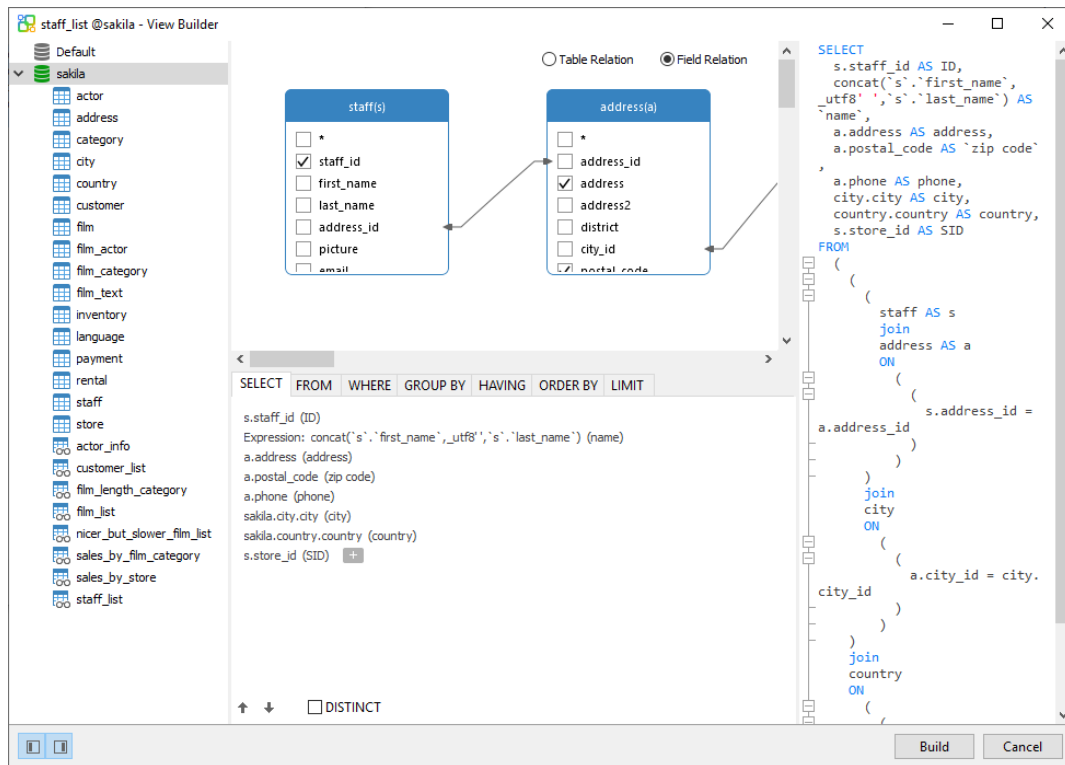 staff_list @sakila - View Builder
Default
sakila
actor
address
category
city
country
customer
film
film_actor
film_category
film_text
inventory
language
payment
rental
staff
store
actor_info
customer_list
film_length_category
film_list
nicer_but_slower_film_list
sales_by_film_category
sales_by_store
staff_list
Table Relation
Field Relation
staff(s)
*
staff_id
first_name
last_name
address_id
picture
email
address(a)
*
address_id
address
address2
district
city_id
postal_code
SELECT FROM WHERE GROUP BY HAVING ORDER BY LIMIT
s.staff_id (ID)
Expression: concat(`s`.`first_name`,_utf8' ',`s`.`last_name`) (name)
a.address (address)
a.postal_code (zip code)
a.phone (phone)
sakila.city.city (city)
sakila.country.country (country)
s.store_id (SID) +
DISTINCT
SELECT
s.staff_id AS ID,
concat(`s`.`first_name`,
_utf8' ',`s`.`last_name`) AS
`name`,
a.address AS address,
a.postal_code AS `zip code`
,
a.phone AS phone,
city.city AS city,
country.country AS country,
s.store_id AS SID
FROM
(
(
(
staff AS s
join
address AS a
ON
(
(
s.address_id =
a.address_id
)
)
)
join
city
ON
(
(
a.city_id = city.
city_id
)
)
)
join
country
ON
(
(
Build
Cancel